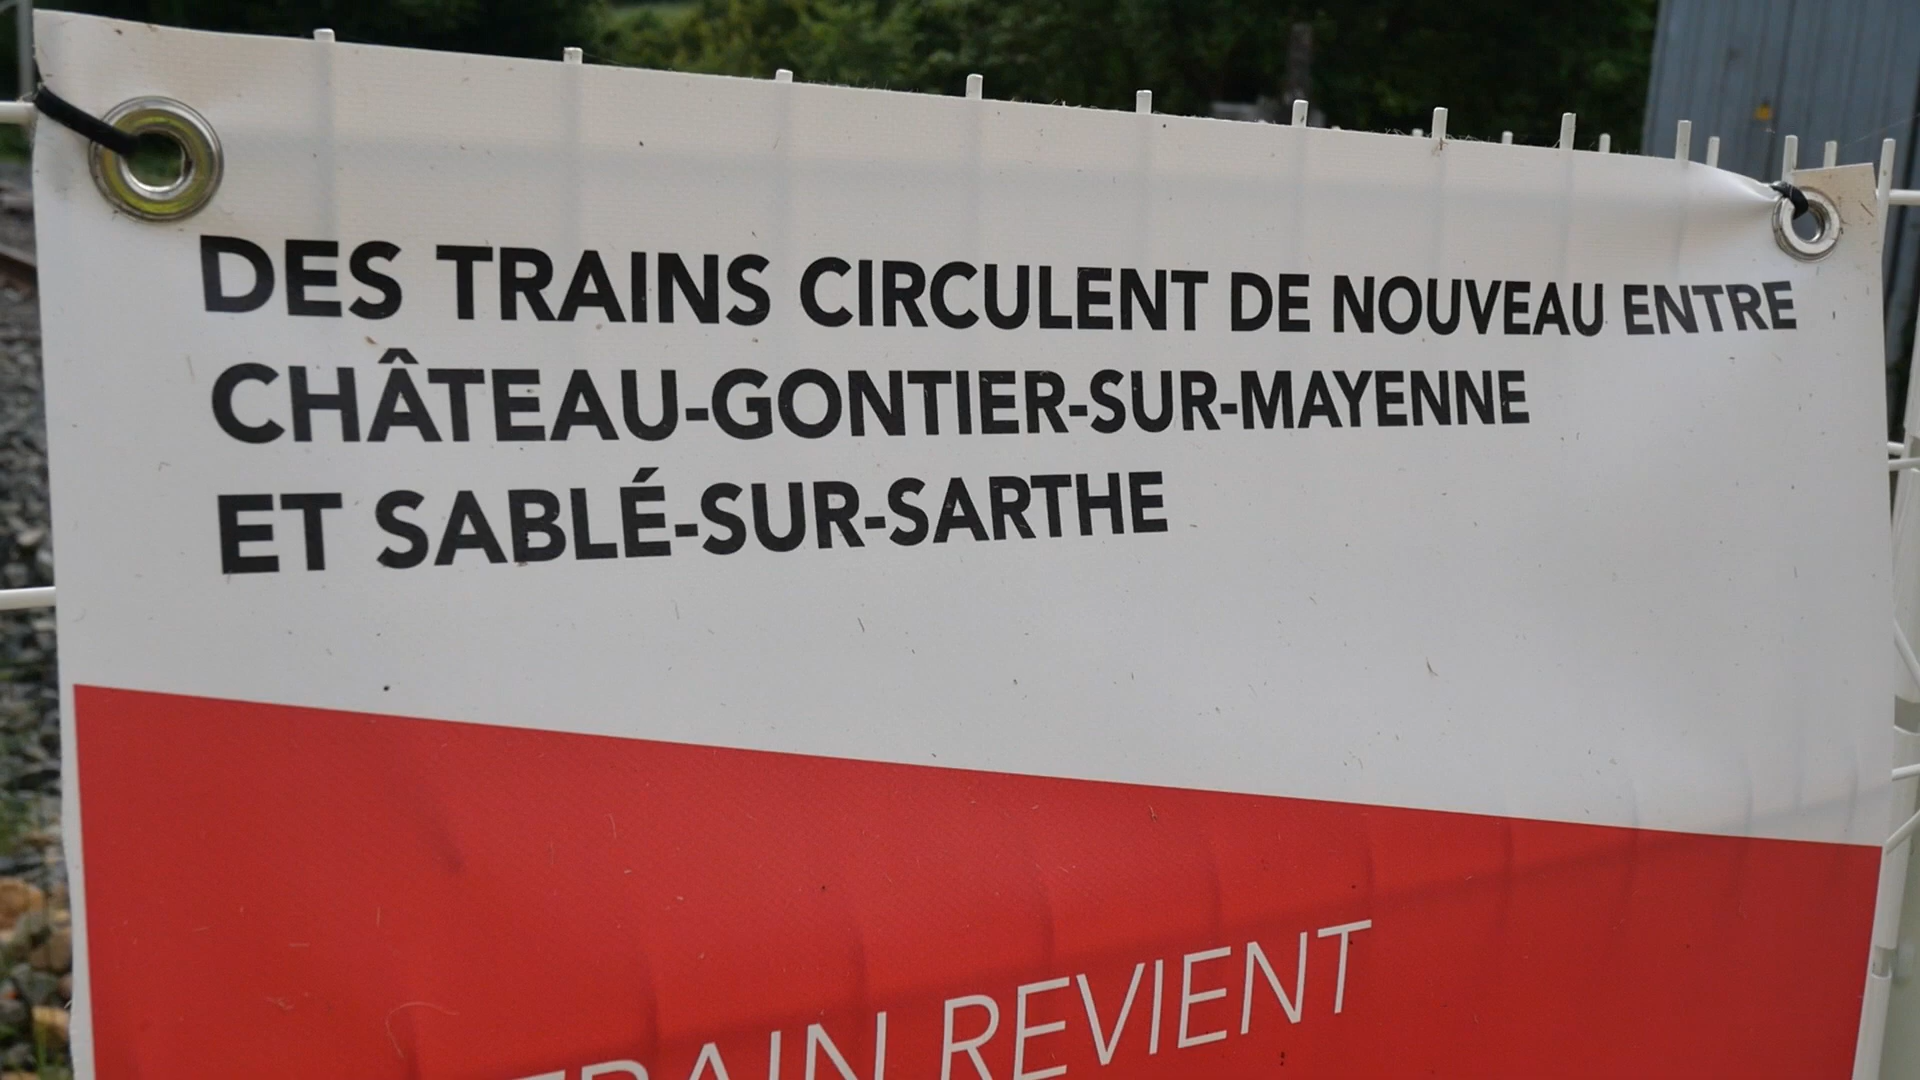 DES TRAINS CIRCULENT DE NOUVEAU ENTRE
CHÂTEAU-GONTIER-SUR-MAYENNE
ET SABLÉ-SUR-SARTHE
TRAIN REVIENT